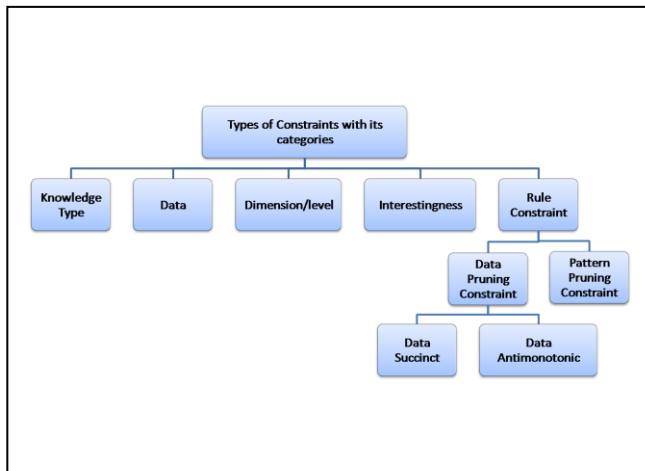 Types of Constraints with its
categories
Knowledge
Type
Data
Dimension/level
Interestingness
Rule
Constraint
Data
Pruning
Constraint
Pattern
Pruning
Constraint
Data
Succinct
Data
Antimonotonic